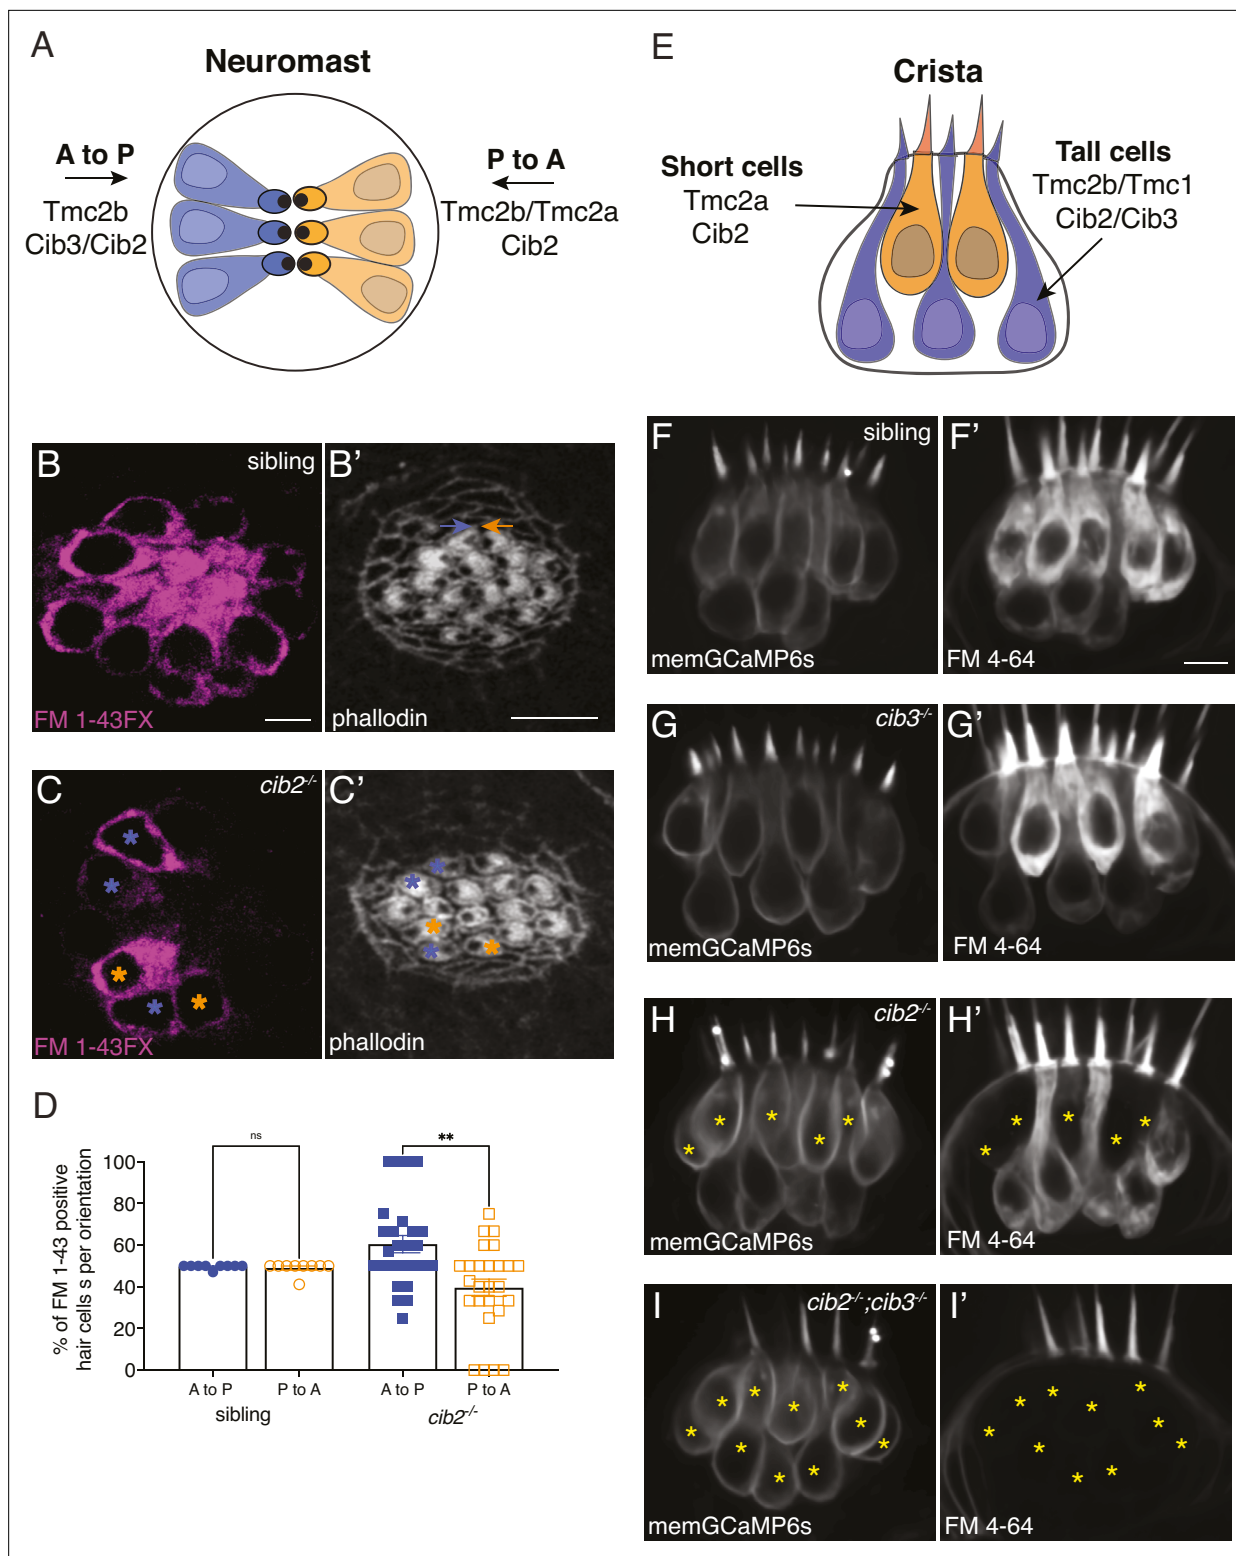 A
Neuromast
A to P
Tmc2b
Cib3/Cib2
P to A
Tmc2b/Tmc2a
Cib2
B
sibling
FM 1-43FX
B'
phallodin
C
cib2-/-
FM 1-43FX
C'
phallodin
D
% of FM 1-43 positive
hair cells s per orientation
100
80
60
40
20
0
ns
**
A to P
P to A
A to P
P to A
sibling
cib2-/-
E
Crista
Short cells
Tmc2a
Cib2
Tall cells
Tmc2b/Tmc1
Cib2/Cib3
F
sibling
memGCaMP6s
F'
FM 4-64
G
cib3-/-
memGCaMP6s
G'
FM 4-64
H
cib2-/-
memGCaMP6s
H'
FM 4-64
I
cib2-/-;cib3-/-
memGCaMP6s
I'
FM 4-64